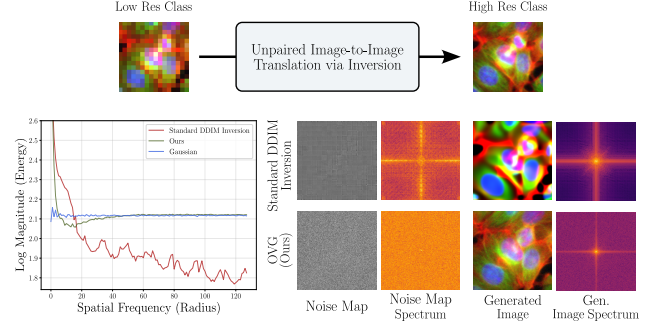 Low Res Class
High Res Class
Unpaired Image-to-Image
Translation via Inversion
Log Magnitude (Energy)
2.6
2.5
2.4
2.3
2.2
2.1
2.0
1.9
1.8
0
20
40
60
80
100
120
Spatial Frequency (Radius)
Standard DDIM Inversion
Ours
Gaussian
Standard DDIM
Inversion
OVG
(Ours)
Noise Map
Noise Map
Spectrum
Generated
Image
Gen.
Image Spectrum